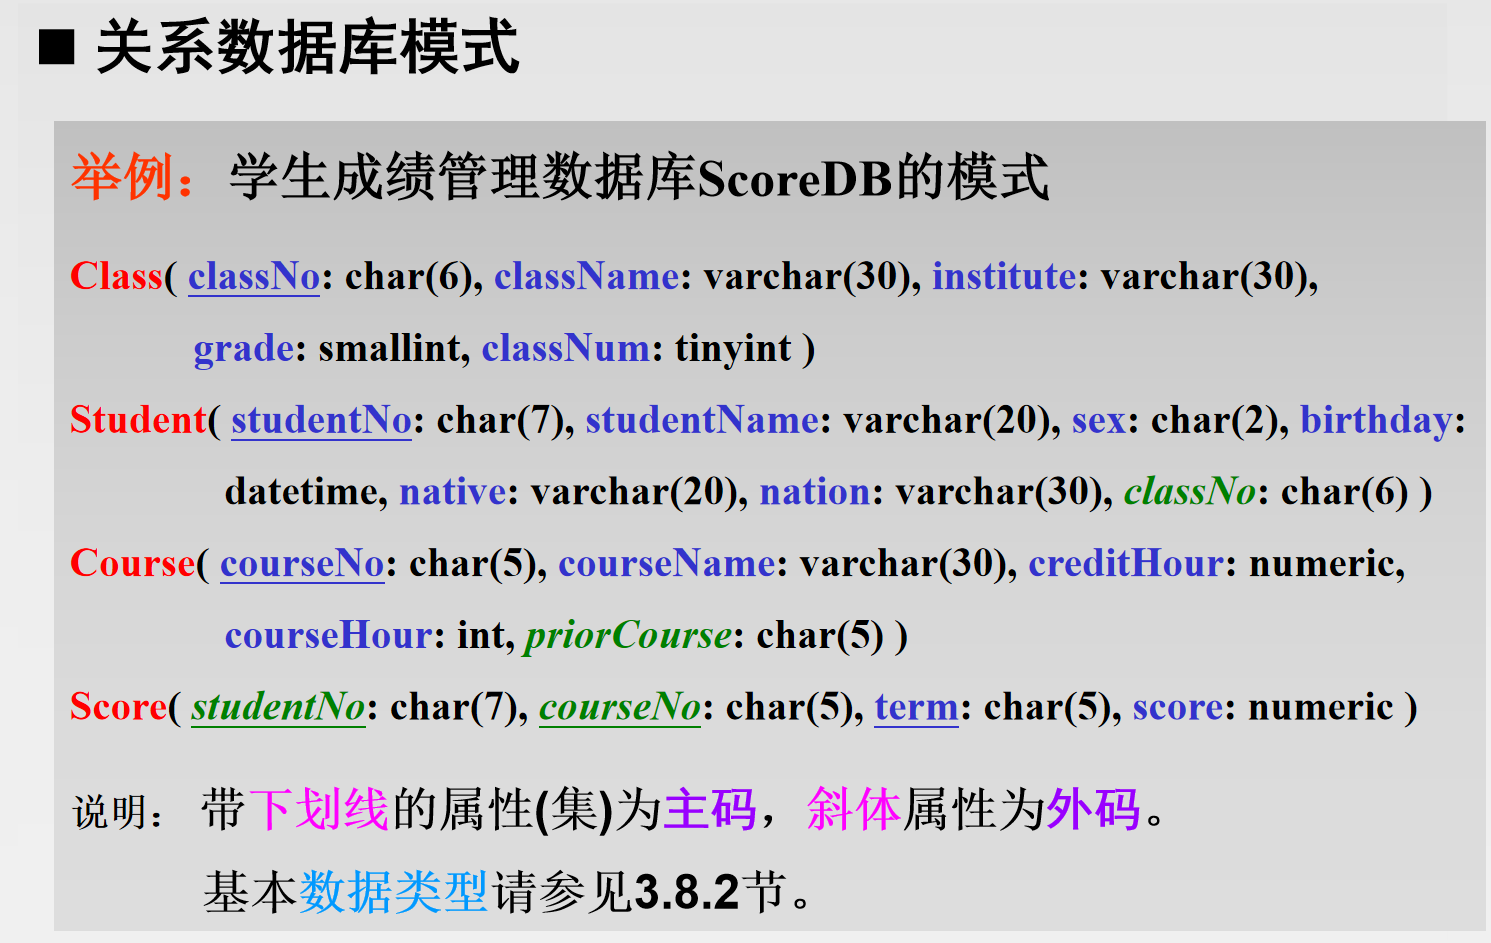 ■ 关系数据库模式
举例：学生成绩管理数据库ScoreDB的模式
Class( classNo: char(6), className: varchar(30), institute: varchar(30),
grade: smallint, classNum: tinyint )
Student( studentNo: char(7), studentName: varchar(20), sex: char(2), birthday:
datetime, native: varchar(20), nation: varchar(30), classNo: char(6) )
Course( courseNo: char(5), courseName: varchar(30), creditHour: numeric,
courseHour: int, priorCourse: char(5) )
Score( studentNo: char(7), courseNo: char(5), term: char(5), score: numeric )
说明： 带下划线的属性(集)为主码，斜体属性为外码。
基本数据类型请参见3.8.2节。